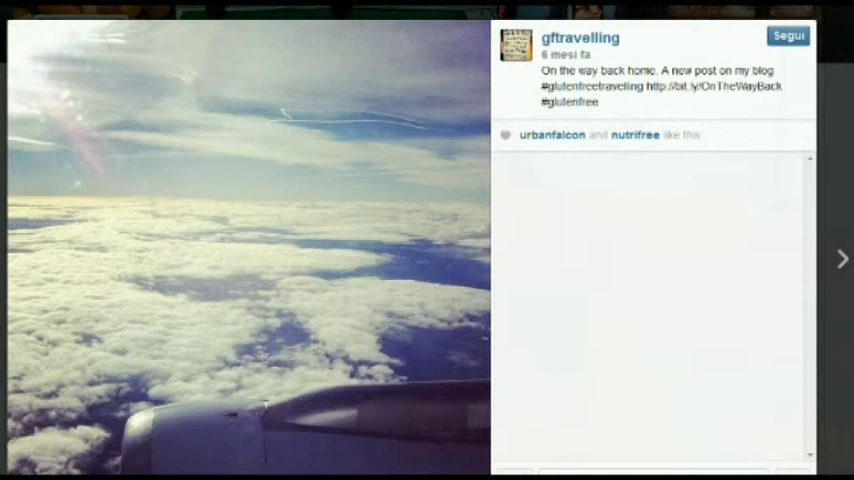 gftravelling
Segui
6 mesi fa
On the way back home. A new post on my blog
#glutenfreetravelling http://bit.ly/OnTheWayBack
#glutenfree
urbanfalcon and nutrifree like this